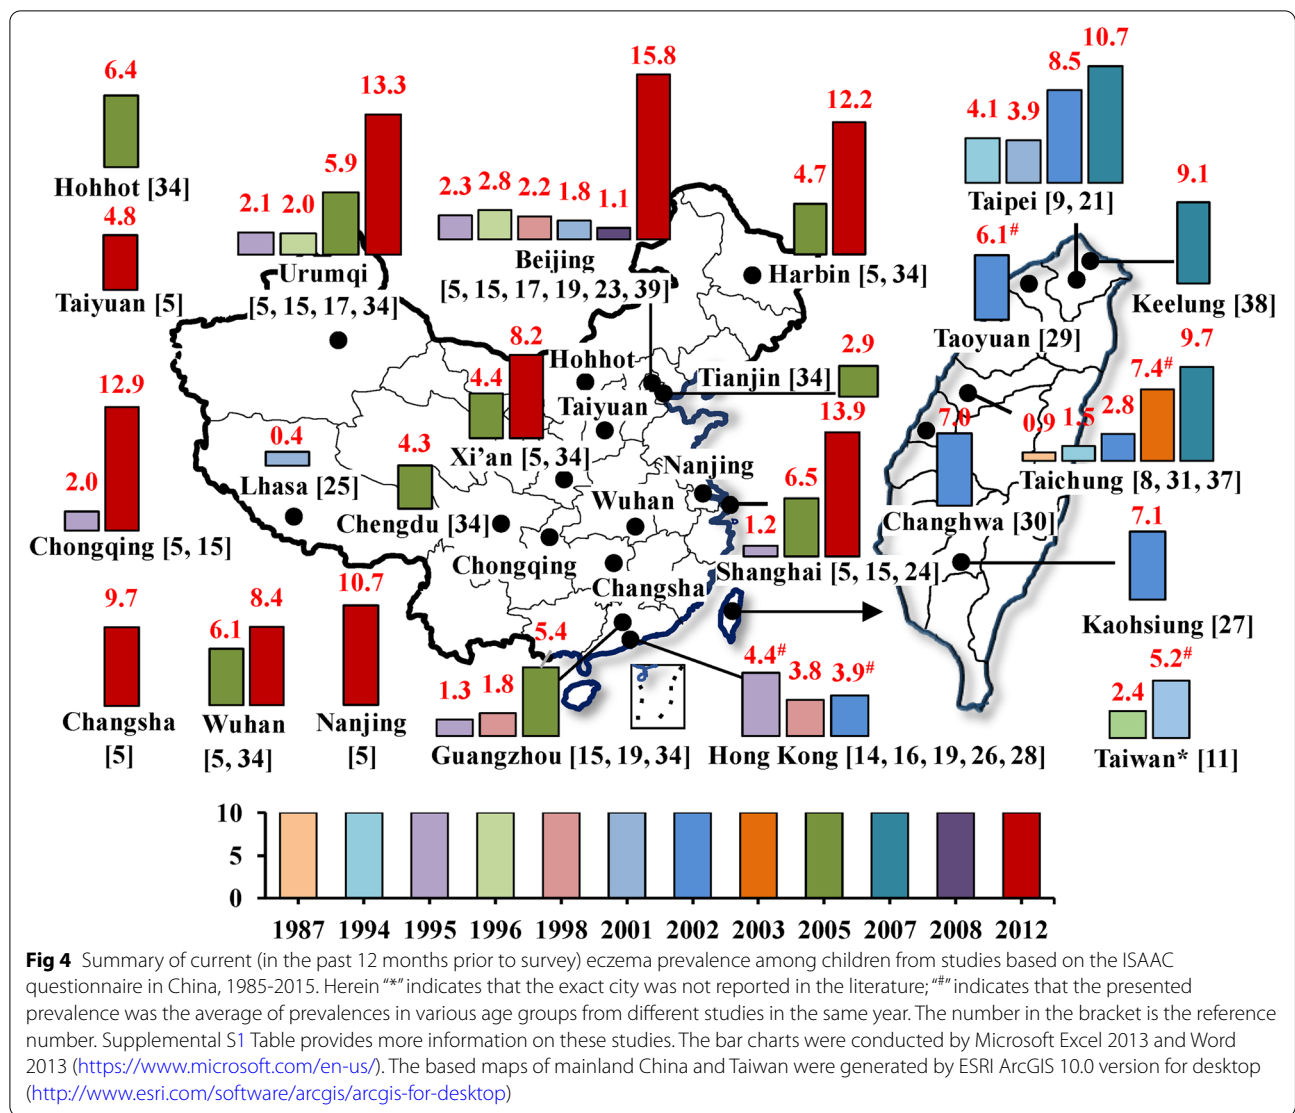 6.4
Hohhot [34]
4.8
Taiyuan [5]
2.1 2.0 5.9 13.3
Urumqi
[5, 15, 17, 34]
2.3 2.8 2.2 1.8 1.1 15.8
Beijing
[5, 15, 17, 19, 23, 39]
4.7 12.2
Harbin [5, 34]
4.1 3.9 8.5 10.7
Taipei [9, 21]
9.1
Keelung [38]
6.1#
Taoyuan [29]
12.9
2.0
Chongqing [5, 15]
0.4
Lhasa [25]
4.3
Chengdu [34]
4.4 8.2
Xi'an [5, 34]
Hohhot
Taiyuan
Tianjin [34]
2.9
Nanjing
Wuhan
Chongqing
Changsha
1.2 6.5 13.9
Shanghai [5, 15, 24]
7.0
Changhwa [30]
0.9 1.5 2.8 7.4# 9.7
Taichung [8, 31, 37]
7.1
Kaohsiung [27]
9.7
Changsha
[5]
6.1 8.4
Wuhan
[5, 34]
10.7
Nanjing
[5]
1.3 1.8 5.4
Guangzhou [15, 19, 34]
4.4# 3.8 3.9#
Hong Kong [14, 16, 19, 26, 28]
2.4 5.2#
Taiwan* [11]
10
5
0
1987 1994 1995 1996 1998 2001 2002 2003 2005 2007 2008 2012
Fig 4 Summary of current (in the past 12 months prior to survey) eczema prevalence among children from studies based on the ISAAC
questionnaire in China, 1985-2015. Herein "*" indicates that the exact city was not reported in the literature; "#" indicates that the presented
prevalence was the average of prevalences in various age groups from different studies in the same year. The number in the bracket is the reference
number. Supplemental S1 Table provides more information on these studies. The bar charts were conducted by Microsoft Excel 2013 and Word
2013 (https://www.microsoft.com/en-us/). The based maps of mainland China and Taiwan were generated by ESRI ArcGIS 10.0 version for desktop
(http://www.esri.com/software/arcgis/arcgis-for-desktop)